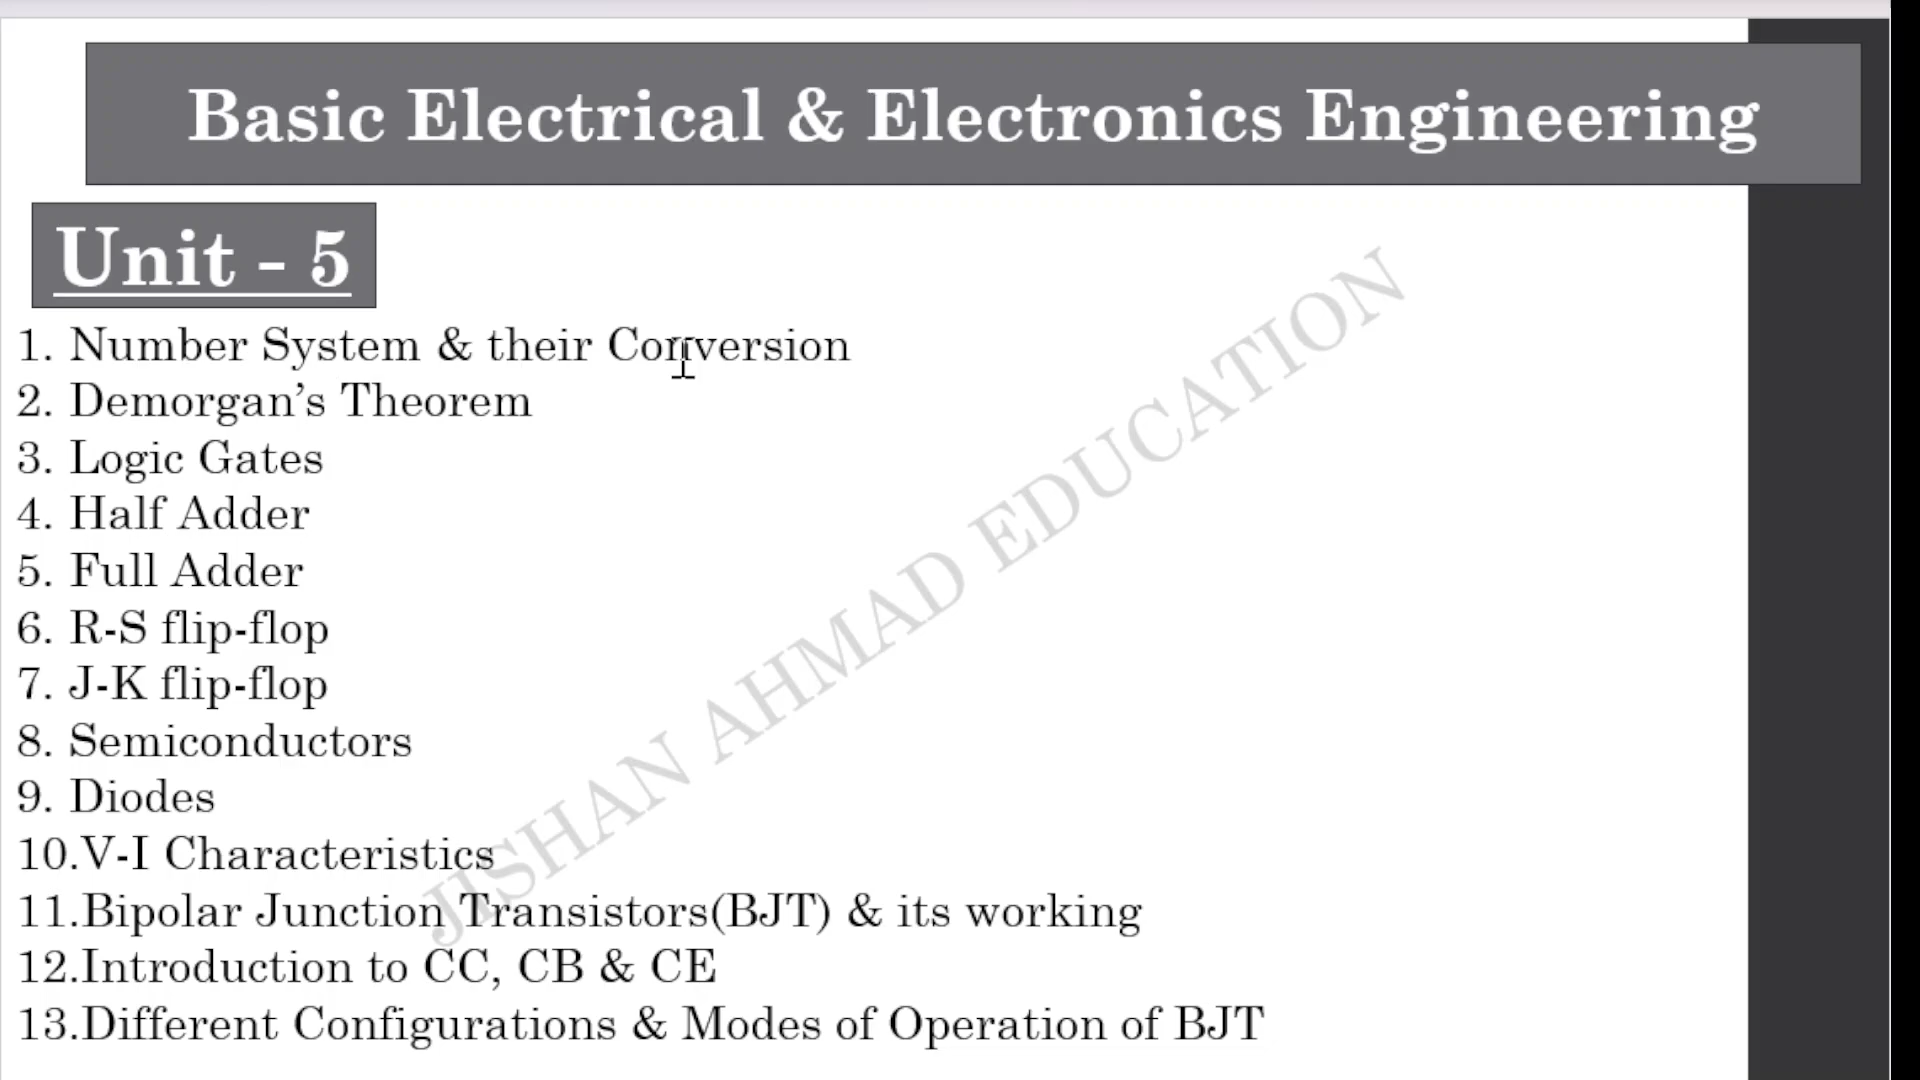 Basic Electrical & Electronics Engineering
Unit - 5
1. Number System & their Conversion
2. Demorgan’s Theorem
3. Logic Gates
4. Half Adder
5. Full Adder
6. R-S flip-flop
7. J-K flip-flop
8. Semiconductors
9. Diodes
10.V-I Characteristics
11.Bipolar Junction Transistors(BJT) & its working
12.Introduction to CC, CB & CE
13.Different Configurations & Modes of Operation of BJT
JISHAN AHMAD EDUCATION